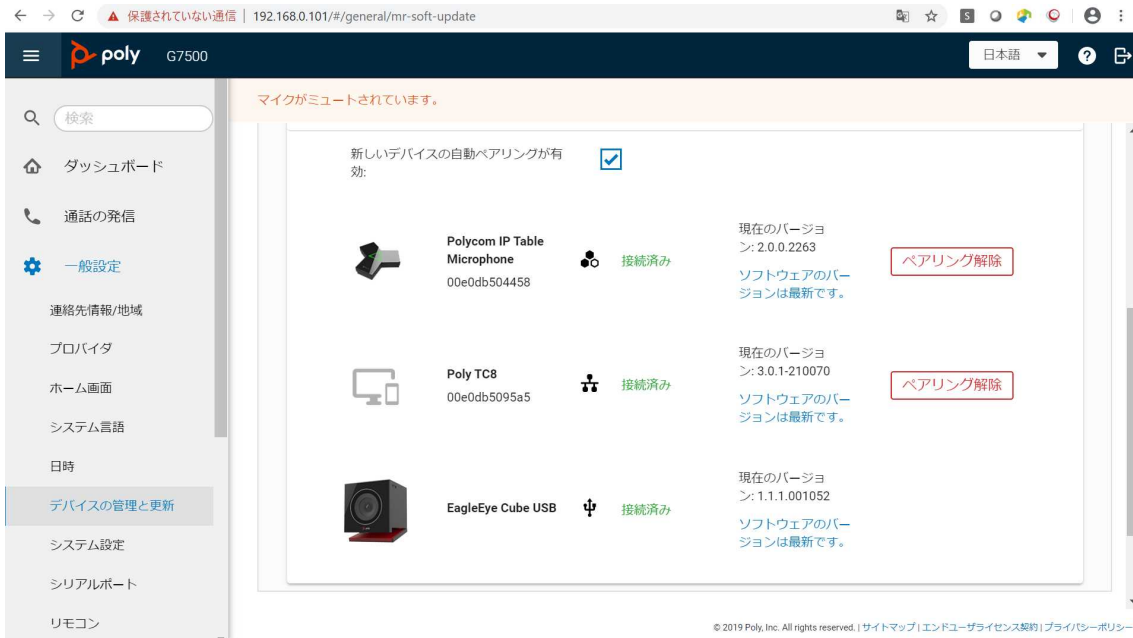 保護されていない通信 | 192.168.0.101/#/general/mr-soft-update
poly G7500
日本語
マイクがミュートされています。
検索
ダッシュボード
通話の発信
一般設定
連絡先情報/地域
プロバイダ
ホーム画面
システム言語
日時
デバイスの管理と更新
システム設定
シリアルポート
リモコン
新しいデバイスの自動ペアリングが有
効:
Polycom IP Table
Microphone
00e0db504458
接続済み
現在のバージョ
ン: 2.0.0.2263
ソフトウェアのバー
ジョンは最新です。
ペアリング解除
Poly TC8
00e0db5095a5
接続済み
現在のバージョ
ン: 3.0.1-210070
ソフトウェアのバー
ジョンは最新です。
ペアリング解除
EagleEye Cube USB
接続済み
現在のバージョ
ン: 1.1.1.001052
ソフトウェアのバー
ジョンは最新です。
© 2019 Poly, Inc. All rights reserved. | サイトマップ | エンドユーザライセンス契約 | プライバシーポリシー